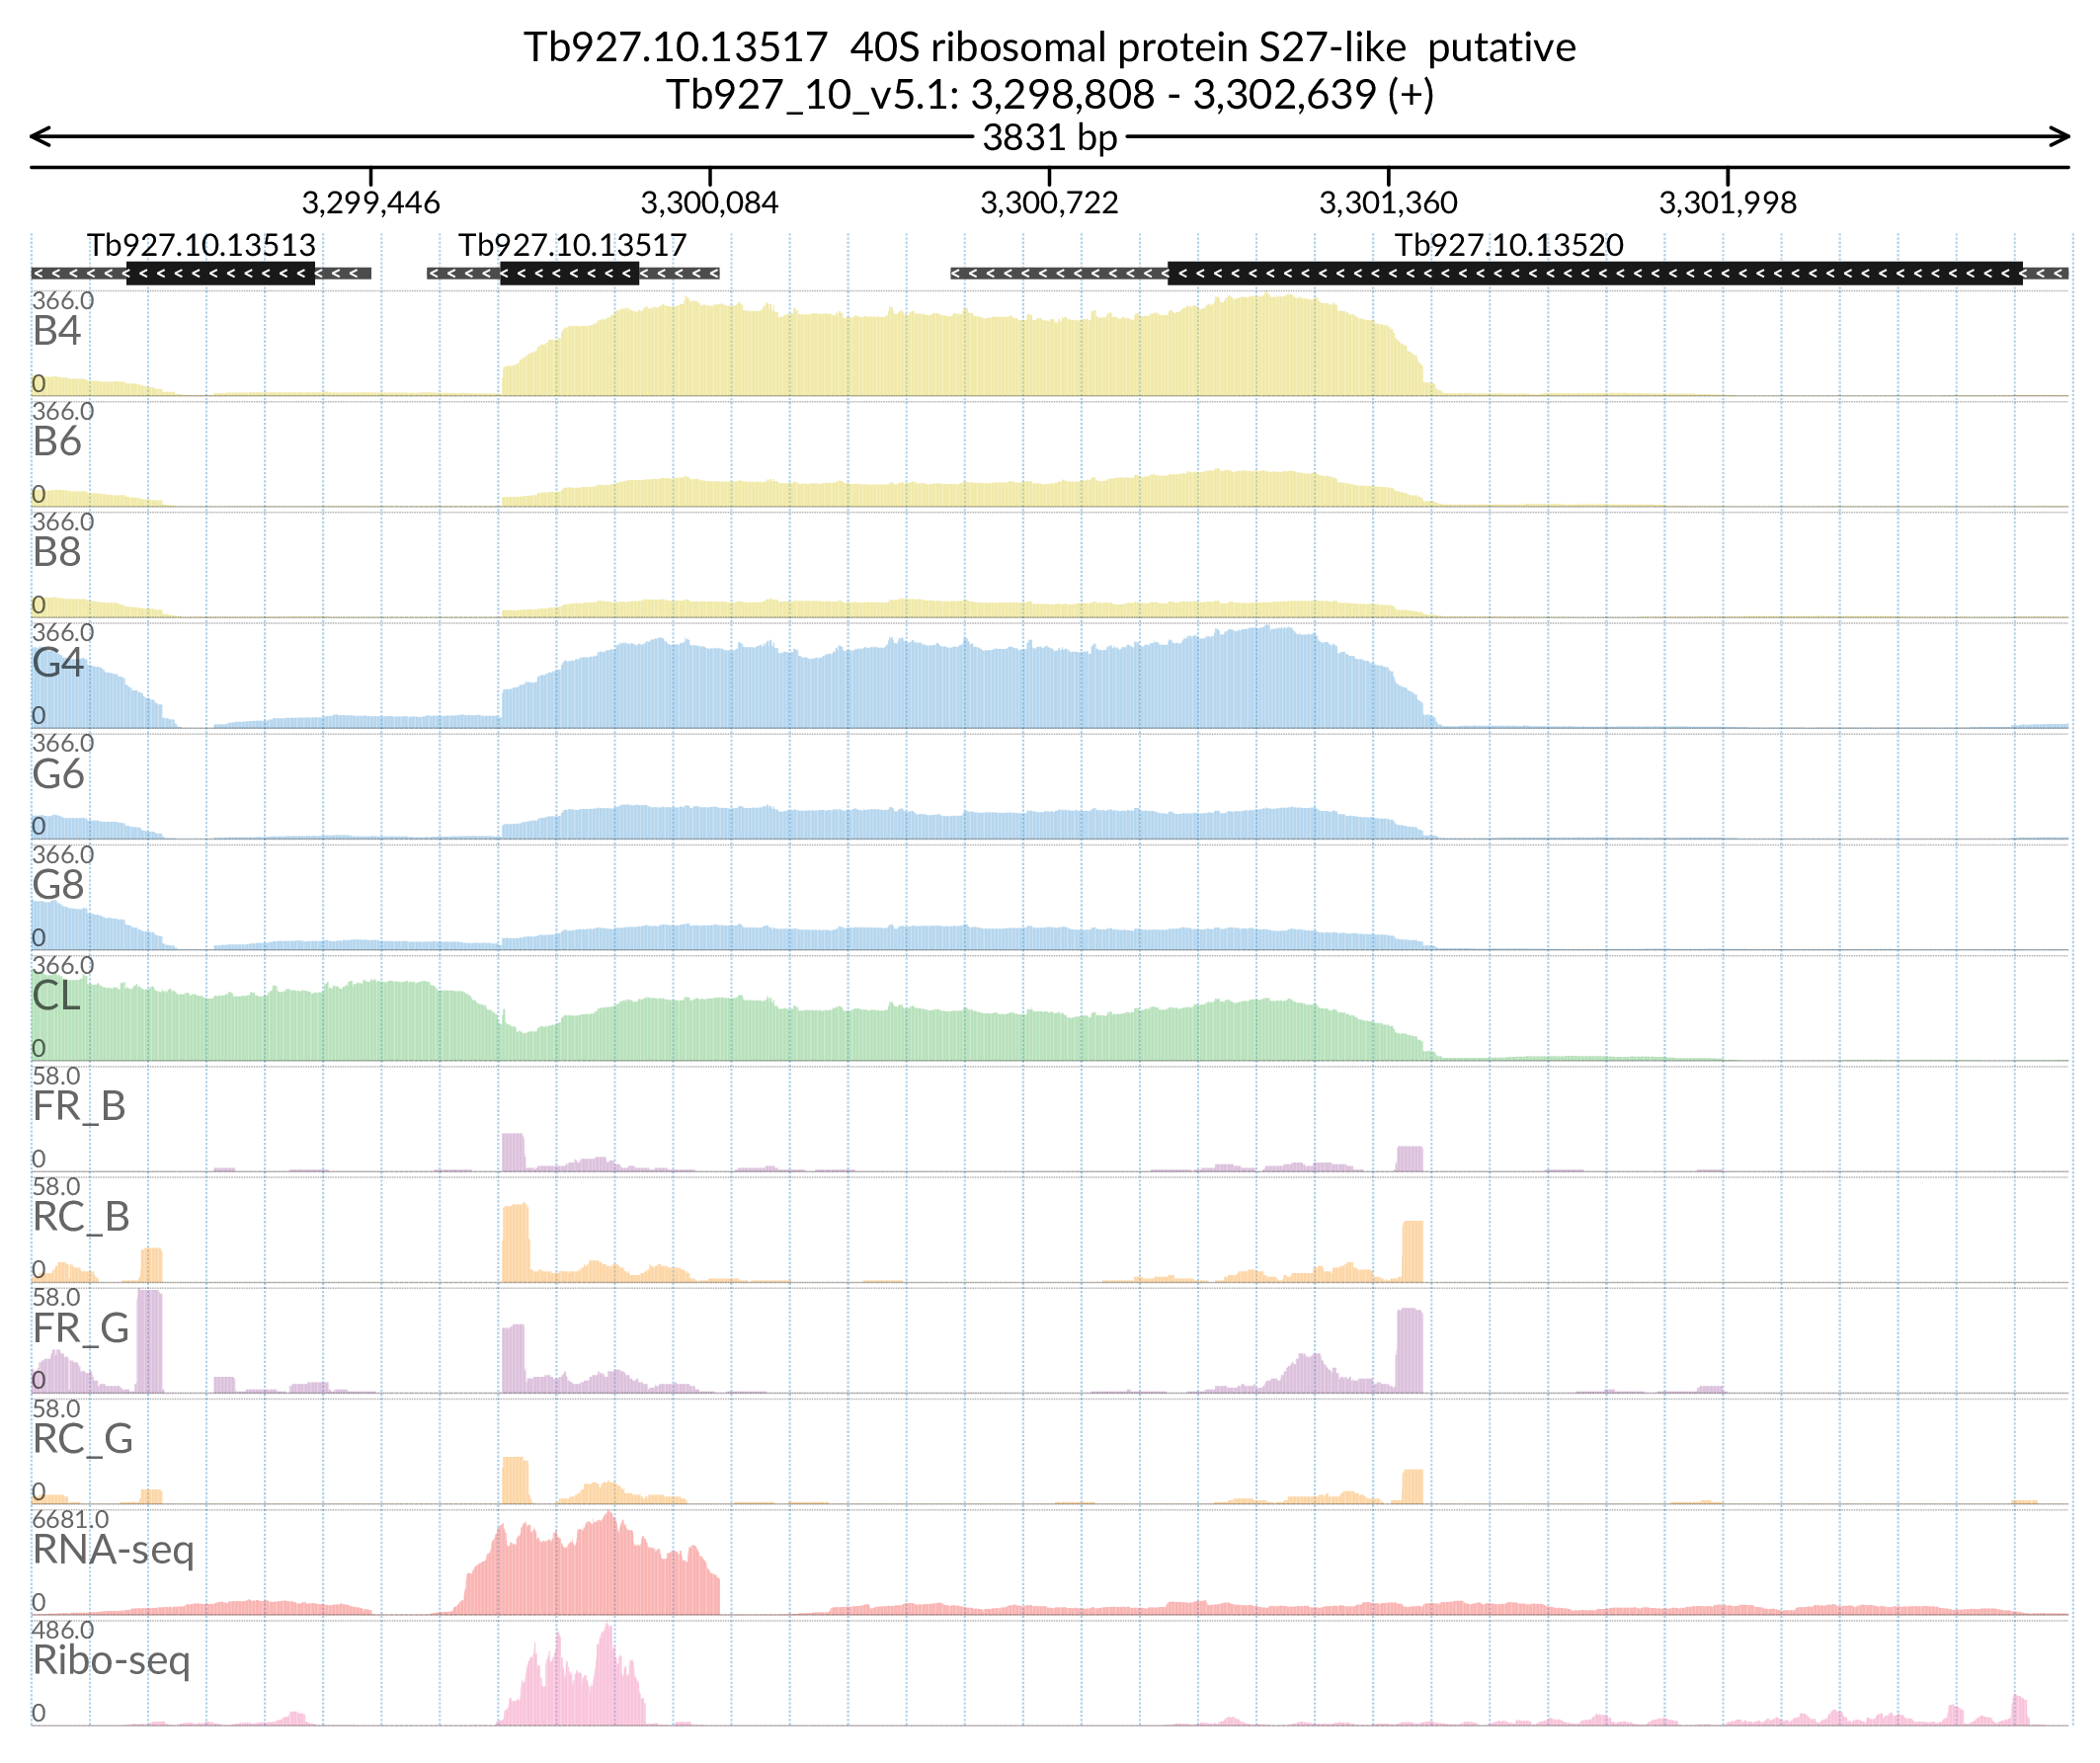 Tb927.10.13517  40S ribosomal protein S27-like  putative
Tb927_10_v5.1: 3,298,808 - 3,302,639 (+)
3831 bp
3,299,446 3,300,084 3,300,722 3,301,360 3,301,998
Tb927.10.13513 Tb927.10.13517 Tb927.10.13520
366.0
B4
0
366.0
B6
0
366.0
B8
0
366.0
G4
0
366.0
G6
0
366.0
G8
0
366.0
CL
0
58.0
FR_B
0
58.0
RC_B
0
58.0
FR_G
0
58.0
RC_G
0
6681.0
RNA-seq
0
486.0
Ribo-seq
0